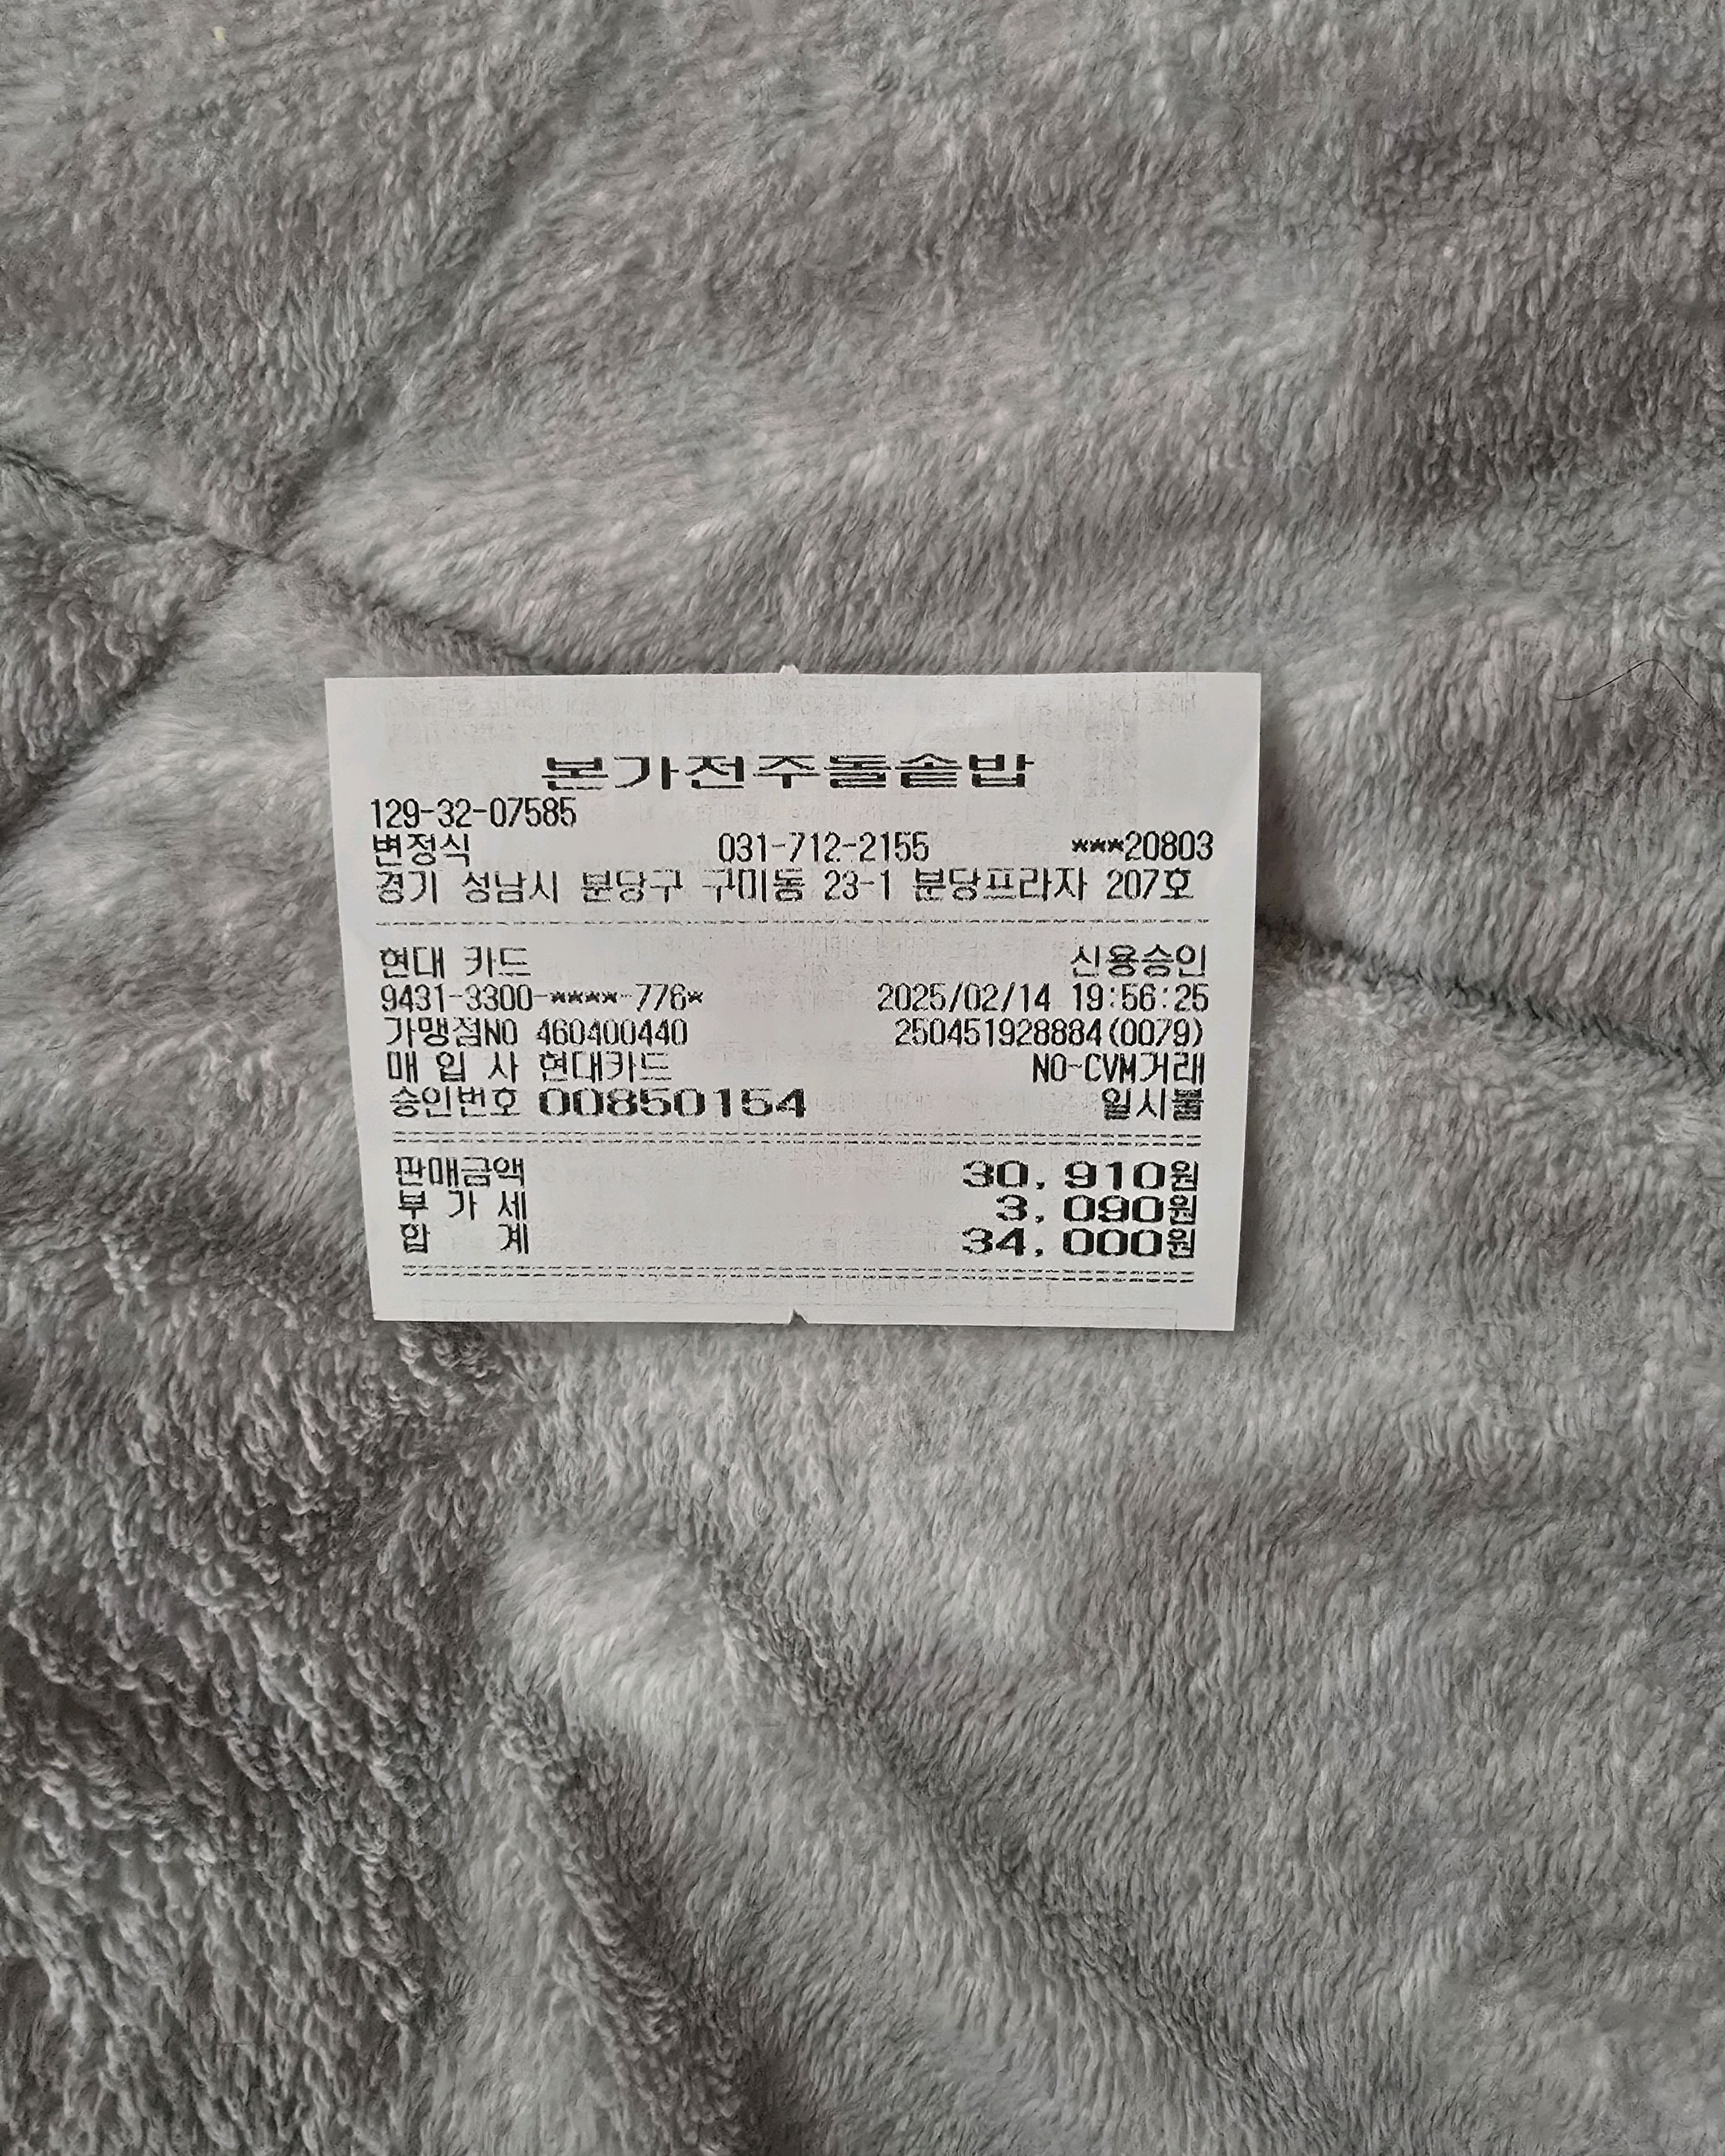 본가전주돌솥밥
129-32-07585
변정식 031-712-2155 ***20803
경기 성남시 분당구 구미동 23-1 분당프라자 207호
현대 카드 신용승인
9431-3300-****-776* 2025/02/14 19:56:25
가맹점NO 460400440 250451928884(0079)
매 입 사 현대카드 NO-CVM거래
승인번호 00850154 일시불
판매금액 30,910원
부 가 세 3,090원
합 계 34,000원